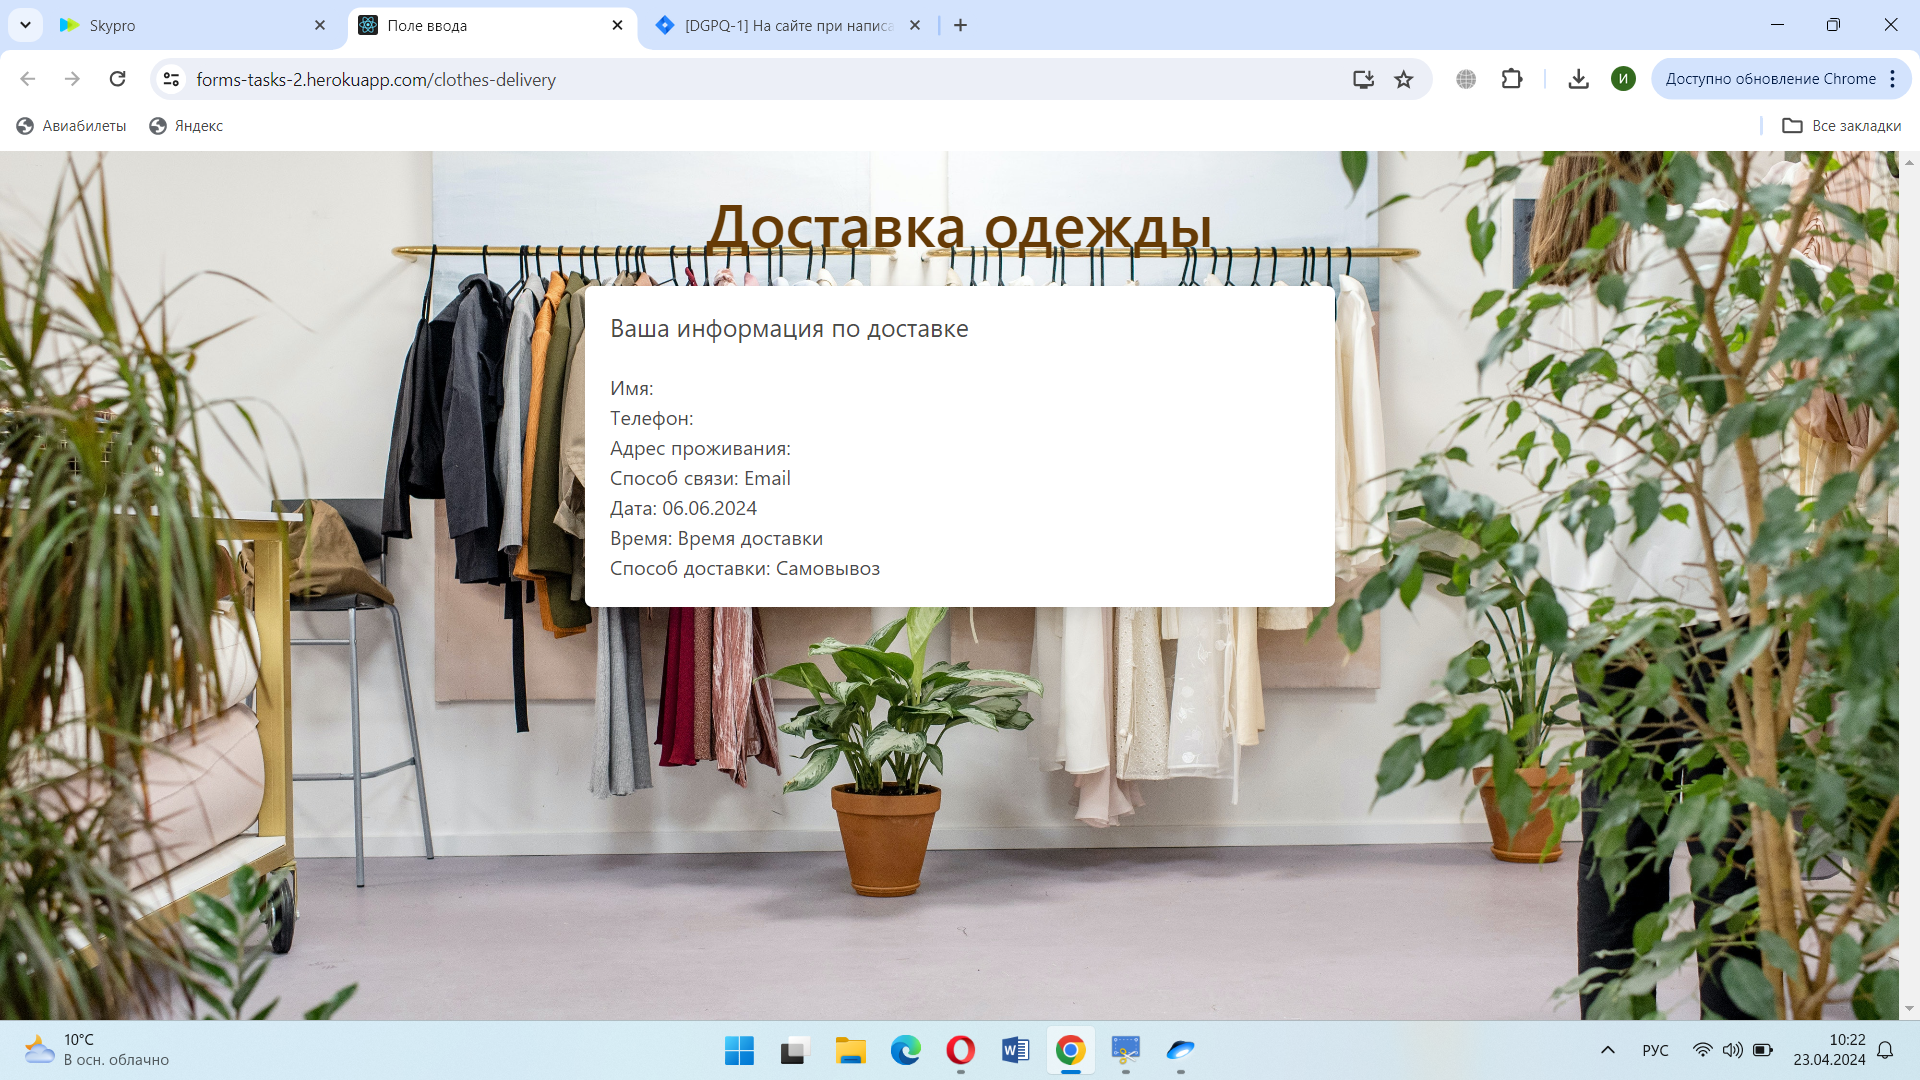 Skypro
Поле ввода
[DGPQ-1] На сайте при написа
forms-tasks-2.herokuapp.com/clothes-delivery
И
Доступно обновление Chrome
Авиабилеты
Яндекс
Все закладки
Доставка одежды
Ваша информация по доставке
Имя:
Телефон:
Адрес проживания:
Способ связи: Email
Дата: 06.06.2024
Время: Время доставки
Способ доставки: Самовывоз
10°C
В осн. облачно
РУС
10:22
23.04.2024